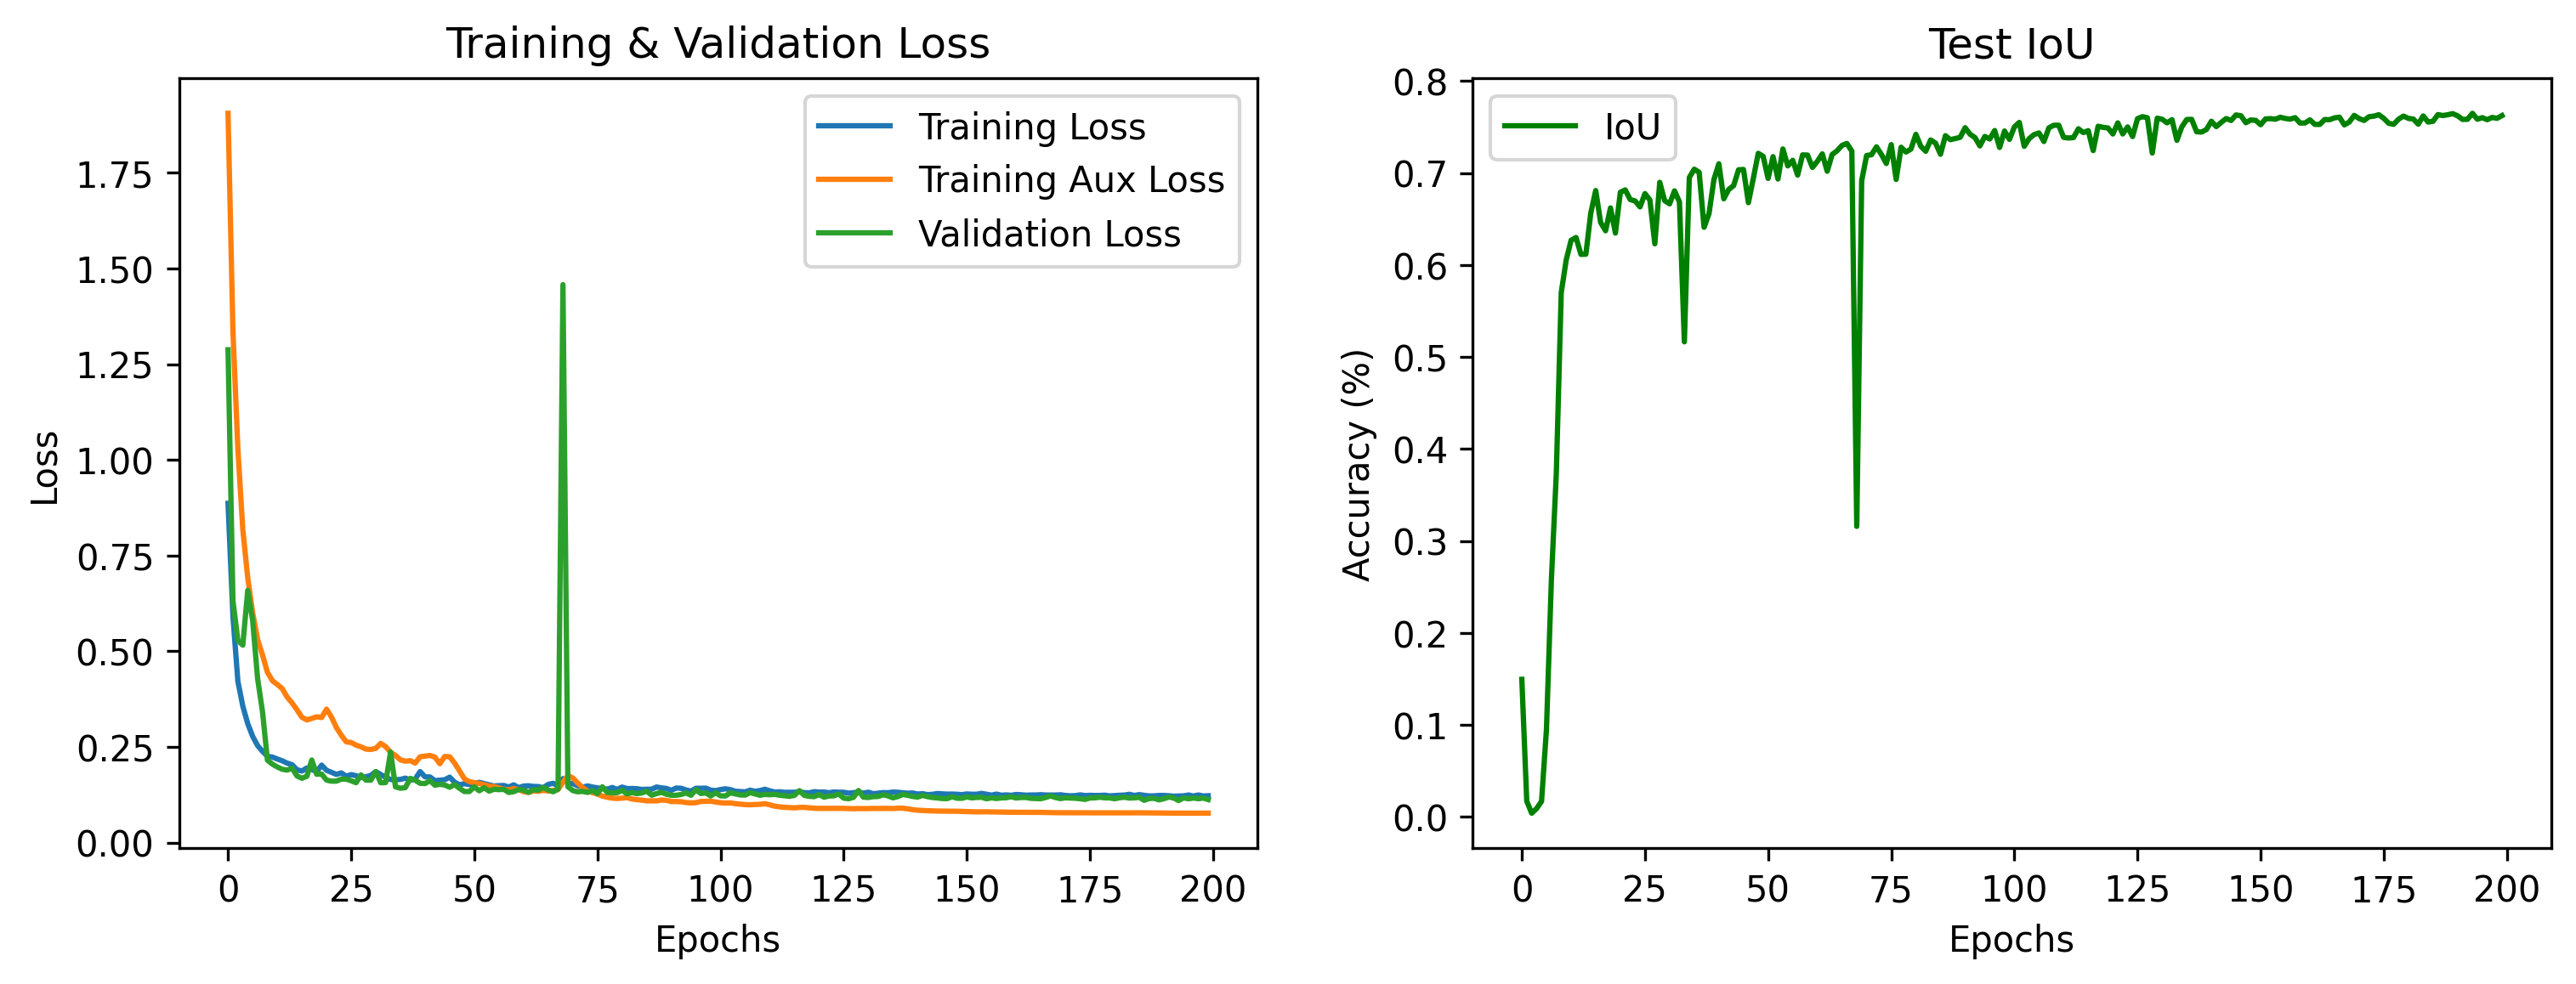 Training & Validation Loss
Loss
1.75
1.50
1.25
1.00
0.75
0.50
0.25
0.00
Training Loss
Training Aux Loss
Validation Loss
0 25 50 75 100 125 150 175 200
Epochs
Test IoU
Accuracy (%)
0.8
0.7
0.6
0.5
0.4
0.3
0.2
0.1
0.0
IoU
0 25 50 75 100 125 150 175 200
Epochs